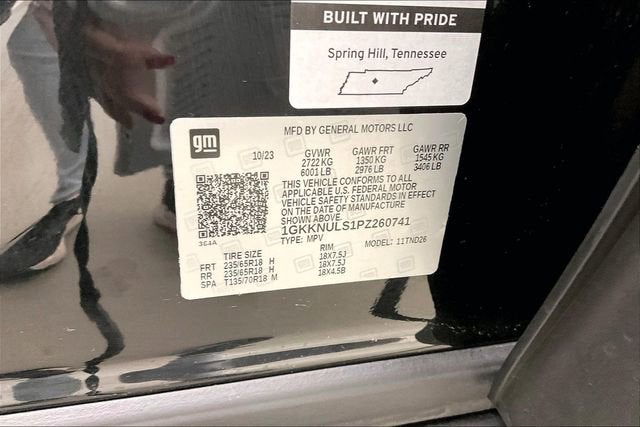 BUILT WITH PRIDE
Spring Hill, Tennessee
gm
MFD BY GENERAL MOTORS LLC
10/23 GVWR GAWR FRT GAWR RR
2722 KG 1350 KG 1545 KG
6001 LB 2976 LB 3406 LB
THIS VEHICLE CONFORMS TO ALL
APPLICABLE U.S. FEDERAL MOTOR
VEHICLE SAFETY STANDARDS IN EFFECT
ON THE DATE OF MANUFACTURE
SHOWN ABOVE.
1GKKNULS1PZ260741
364A
TYPE: MPV MODEL: 11TND26
TIRE SIZE RIM
FRT 235/65R18 H 18X7.5J
RR 235/65R18 H 18X7.5J
SPA T135/70R18 M 18X4.5B